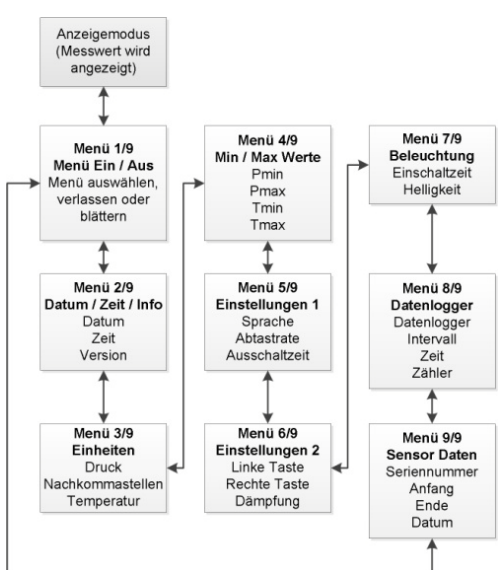 Anzeigemodus
(Messwert wird
angezeigt)
Menü 1/9
Menü Ein / Aus
Menü auswählen,
verlassen oder
blättern
Menü 2/9
Datum / Zeit / Info
Datum
Zeit
Version
Menü 3/9
Einheiten
Druck
Nachkommastellen
Temperatur
Menü 4/9
Min / Max Werte
Pmin
Pmax
Tmin
Tmax
Menü 5/9
Einstellungen 1
Sprache
Abtastrate
Ausschaltzeit
Menü 6/9
Einstellungen 2
Linke Taste
Rechte Taste
Dämpfung
Menü 7/9
Beleuchtung
Einschaltzeit
Helligkeit
Menü 8/9
Datenlogger
Datenlogger
Intervall
Zeit
Zähler
Menü 9/9
Sensor Daten
Seriennummer
Anfang
Ende
Datum